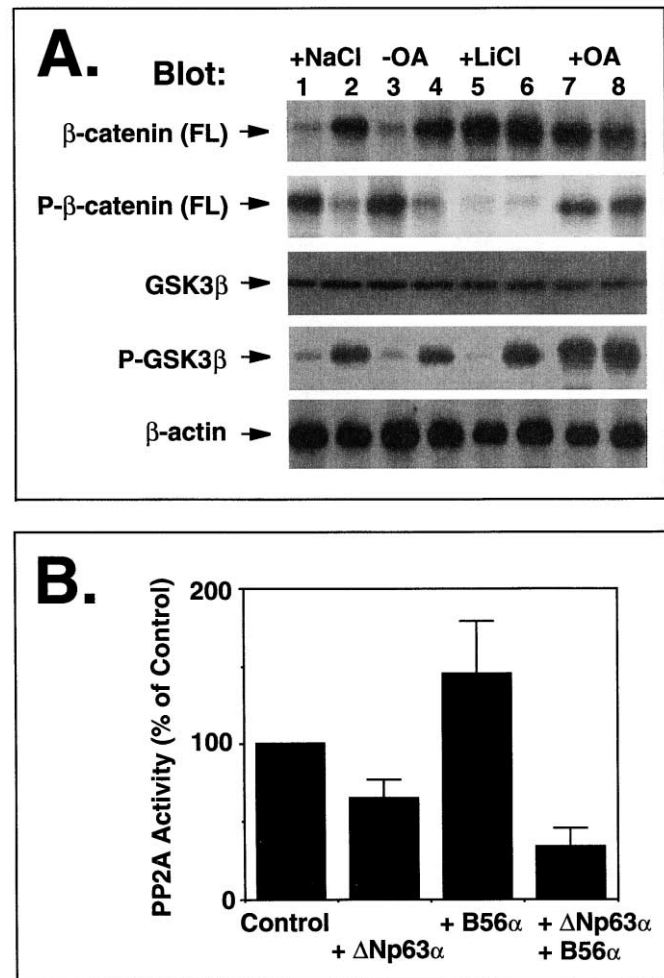 A.
Blot:
+NaCl -OA +LiCl +OA
1 2 3 4 5 6 7 8
β-catenin (FL)
P-β-catenin (FL)
GSK3β
P-GSK3β
β-actin
B.
PP2A Activity (% of Control)
200
100
0
Control
+ ΔNp63α
+ B56α
+ ΔNp63α
+ B56α